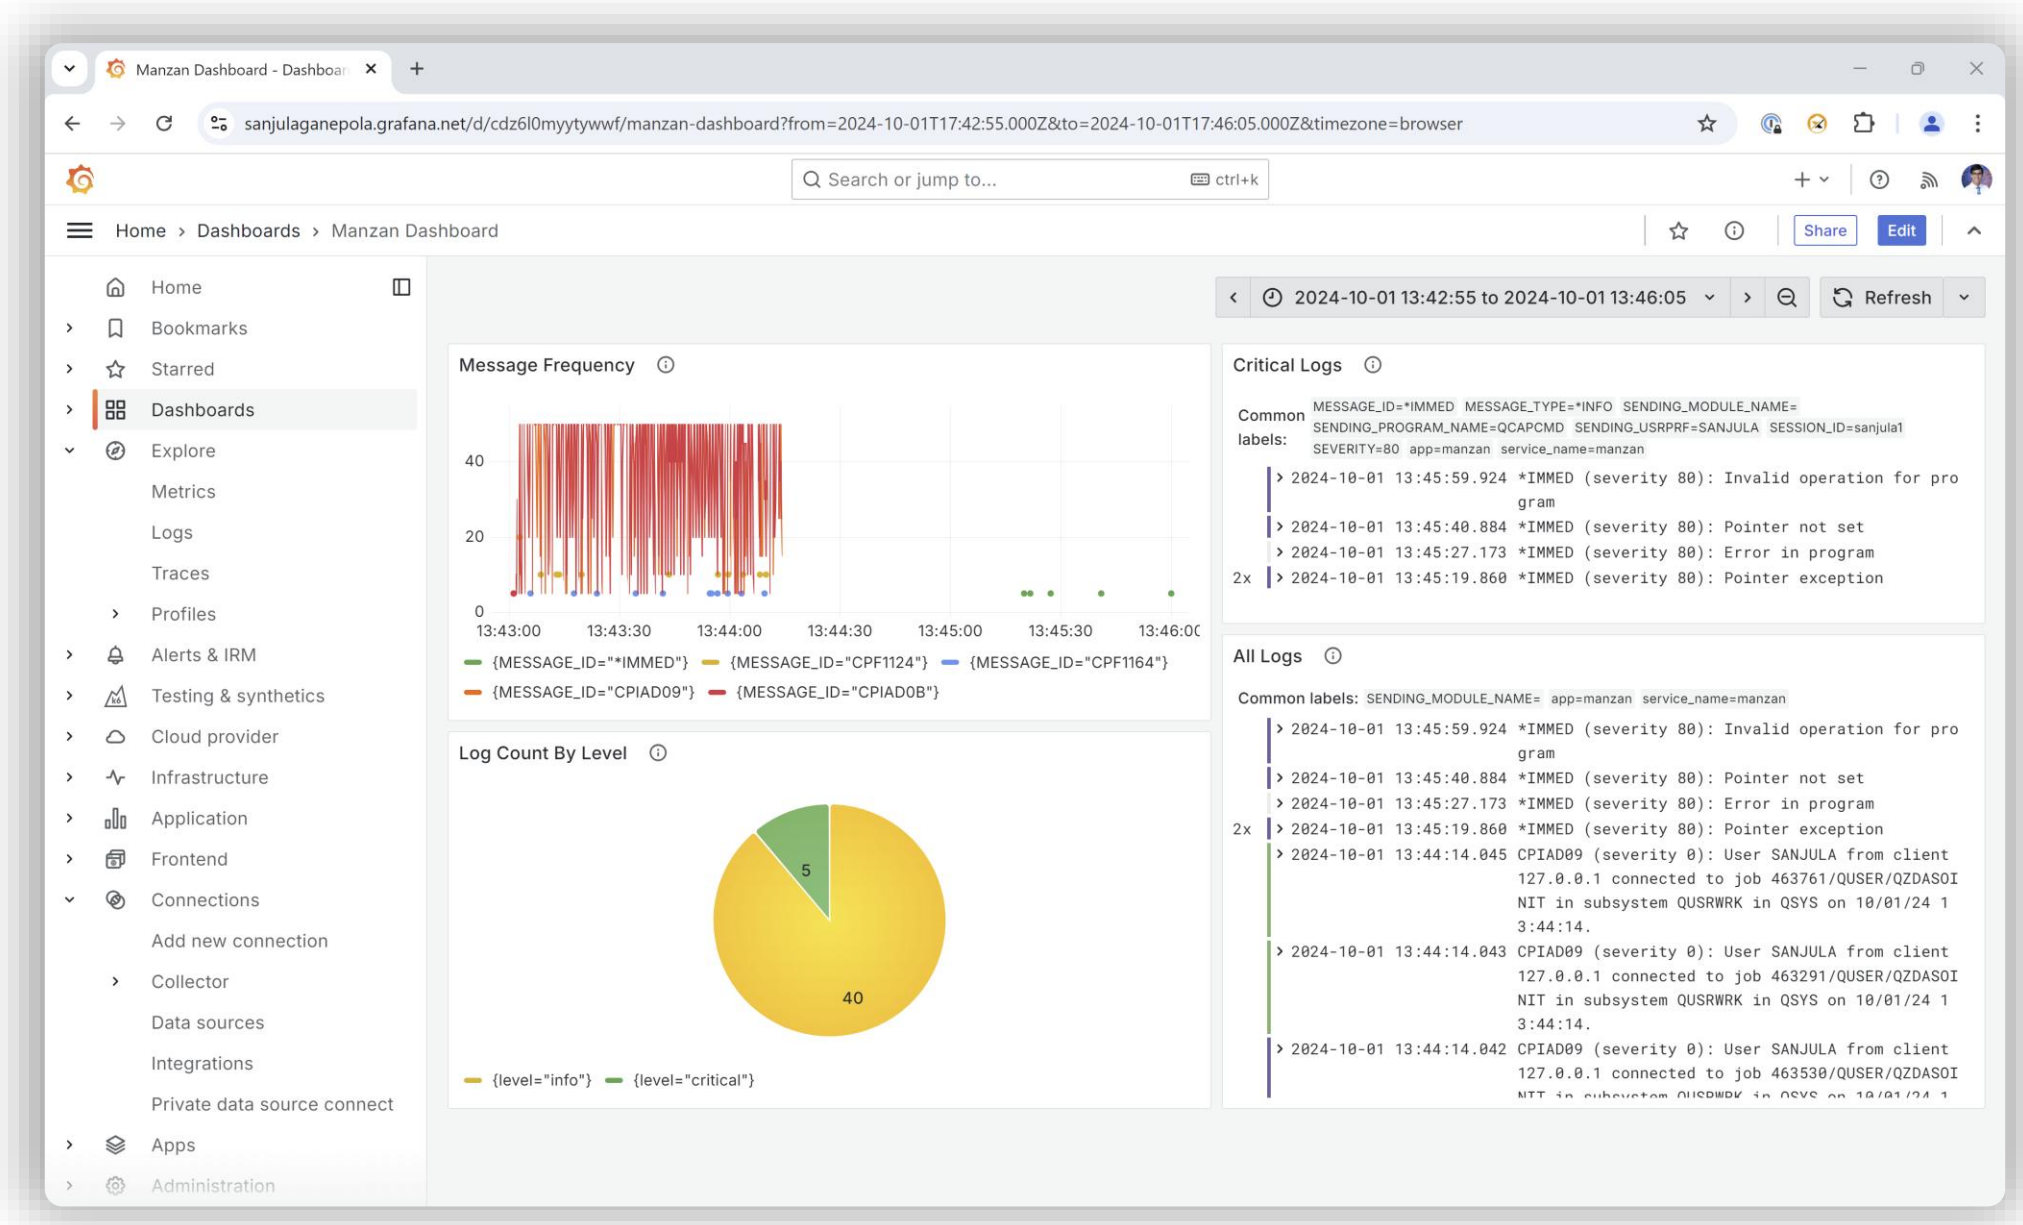 Manzan Dashboard - Dashboar
sanjulaganepola.grafana.net/d/cdz6l0myytywwf/manzan-dashboard?from=2024-10-01T17:42:55.000Z&to=2024-10-01T17:46:05.000Z&timezone=browser
Search or jump to...
ctrl+k
Home › Dashboards › Manzan Dashboard
Share
Edit
Home
Bookmarks
Starred
Dashboards
Explore
Metrics
Logs
Traces
Profiles
Alerts & IRM
Testing & synthetics
Cloud provider
Infrastructure
Application
Frontend
Connections
Add new connection
Collector
Data sources
Integrations
Private data source connect
Apps
Administration
2024-10-01 13:42:55 to 2024-10-01 13:46:05
Refresh
Message Frequency
40
20
0
13:43:00 13:43:30 13:44:00 13:44:30 13:45:00 13:45:30 13:46:00
{MESSAGE_ID="*IMMED"} {MESSAGE_ID="CPF1124"} {MESSAGE_ID="CPF1164"}
{MESSAGE_ID="CPIAD09"} {MESSAGE_ID="CPIAD0B"}
Log Count By Level
5
40
{level="info"} {level="critical"}
Critical Logs
Common labels:
MESSAGE_ID=*IMMED MESSAGE_TYPE=*INFO SENDING_MODULE_NAME=
SENDING_PROGRAM_NAME=QCAPCMD SENDING_USRPRF=SANJULA SESSION_ID=sanjula1
SEVERITY=80 app=manzan service_name=manzan
2024-10-01 13:45:59.924 *IMMED (severity 80): Invalid operation for pro
gram
2024-10-01 13:45:40.884 *IMMED (severity 80): Pointer not set
2024-10-01 13:45:27.173 *IMMED (severity 80): Error in program
2x 2024-10-01 13:45:19.860 *IMMED (severity 80): Pointer exception
All Logs
Common labels: SENDING_MODULE_NAME= app=manzan service_name=manzan
2024-10-01 13:45:59.924 *IMMED (severity 80): Invalid operation for pro
gram
2024-10-01 13:45:40.884 *IMMED (severity 80): Pointer not set
2024-10-01 13:45:27.173 *IMMED (severity 80): Error in program
2x 2024-10-01 13:45:19.860 *IMMED (severity 80): Pointer exception
2024-10-01 13:44:14.045 CPIAD09 (severity 0): User SANJULA from client
127.0.0.1 connected to job 463761/QUSER/QZDASOI
NIT in subsystem QUSRWRK in QSYS on 10/01/24 1
3:44:14.
2024-10-01 13:44:14.043 CPIAD09 (severity 0): User SANJULA from client
127.0.0.1 connected to job 463291/QUSER/QZDASOI
NIT in subsystem QUSRWRK in QSYS on 10/01/24 1
3:44:14.
2024-10-01 13:44:14.042 CPIAD09 (severity 0): User SANJULA from client
127.0.0.1 connected to job 463530/QUSER/QZDASOI
NIT in subsystem QUSRWRK in QSYS on 10/01/24 1